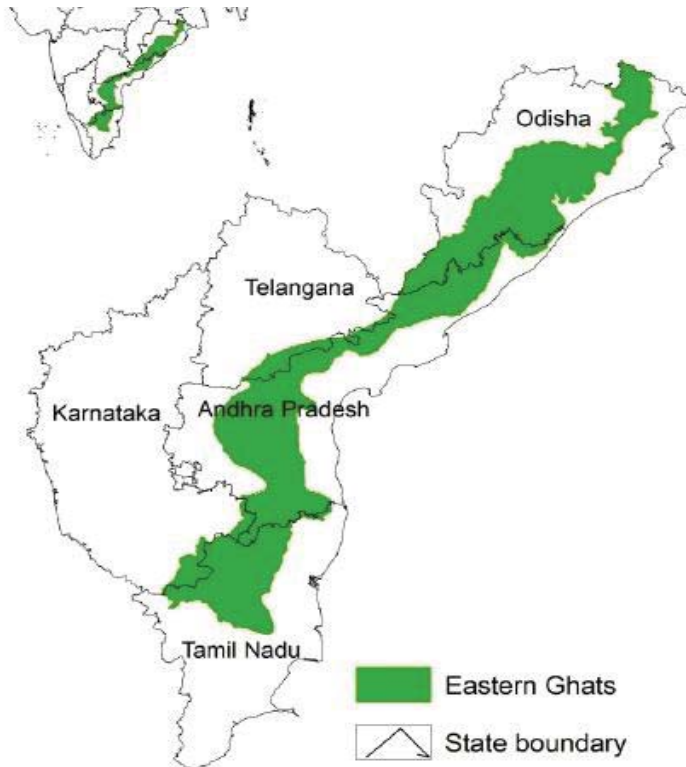 Odisha
Telangana
Karnataka
Andhra Pradesh
Tamil Nadu
Eastern Ghats
State boundary